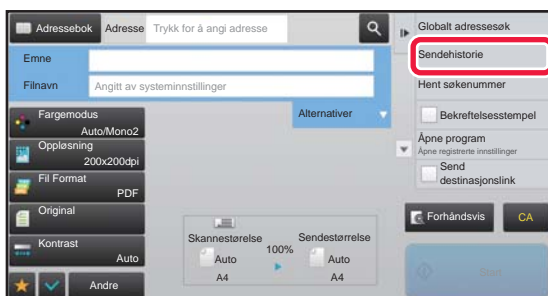 Adressebok
Adresse
Trykk for å angi adresse
Emne
Filnavn
Angitt av systeminnstillinger
Alternativer
Fargemodus
Auto/Mono2
Oppløsning
200x200dpi
Fil Format
PDF
Original
Kontrast
Auto
Andre
Skannestørelse
Auto
A4
100%
Sendestørrelse
Auto
A4
Globalt adressesøk
Sendehistorie
Hent søkenummer
Bekreftelsesstempel
Åpne program
Åpne registrerte innstillinger
Send
destinasjonslink
Forhåndsvis
CA
Start